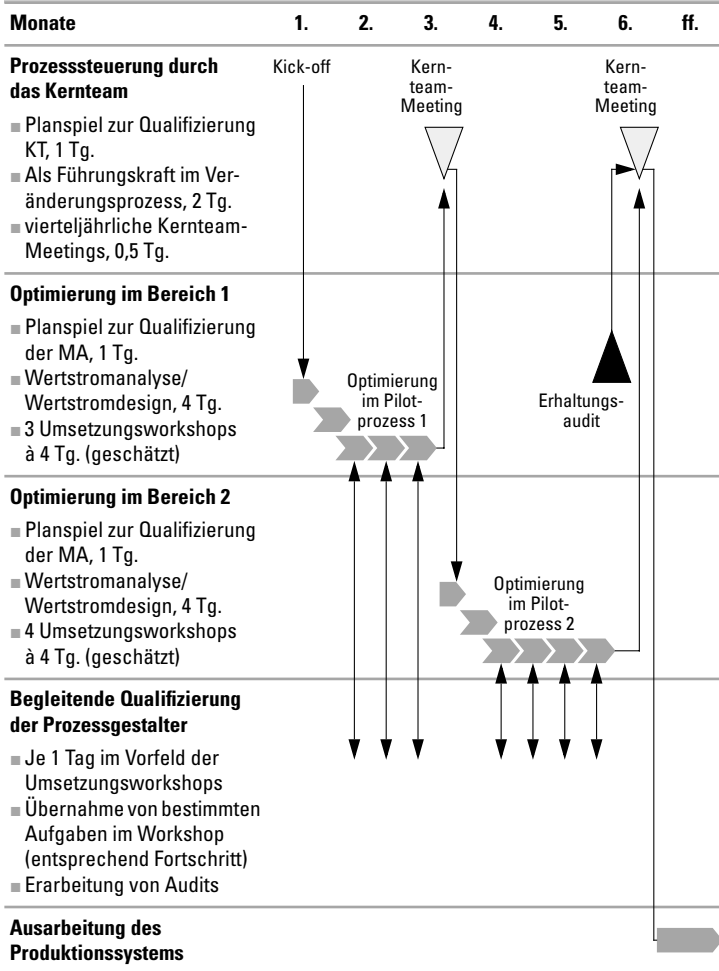 Monate 1. 2. 3. 4. 5. 6. ff.
Prozesssteuerung durch
das Kernteam
Planspiel zur Qualifizierung
KT, 1 Tg.
Als Führungskraft im Ver-
änderungsprozess, 2 Tg.
vierteljährliche Kernteam-
Meetings, 0,5 Tg.
Kick-off
Kern-
team-
Meeting
Kern-
team-
Meeting
Optimierung im Bereich 1
Planspiel zur Qualifizierung
der MA, 1 Tg.
Wertstromanalyse/
Wertstromdesign, 4 Tg.
3 Umsetzungsworkshops
à 4 Tg. (geschätzt)
Optimierung
im Pilot-
prozess 1
Erhaltungs-
audit
Optimierung im Bereich 2
Planspiel zur Qualifizierung
der MA, 1 Tg.
Wertstromanalyse/
Wertstromdesign, 4 Tg.
4 Umsetzungsworkshops
à 4 Tg. (geschätzt)
Optimierung
im Pilot-
prozess 2
Begleitende Qualifizierung
der Prozessgestalter
Je 1 Tag im Vorfeld der
Umsetzungsworkshops
Übernahme von bestimmten
Aufgaben im Workshop
(entsprechend Fortschritt)
Erarbeitung von Audits
Ausarbeitung des
Produktionssystems